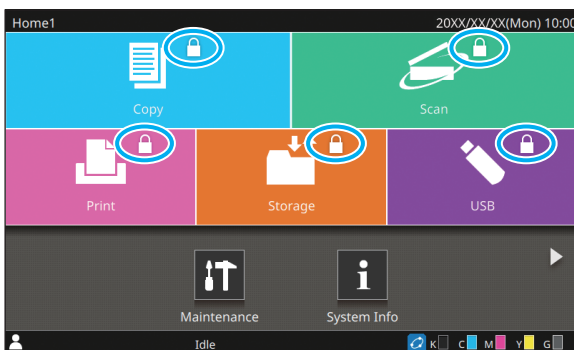 Home1 20XX/XX/XX(Mon) 10:00
Copy Scan
Print Storage USB
Maintenance System Info
Idle K C M Y G